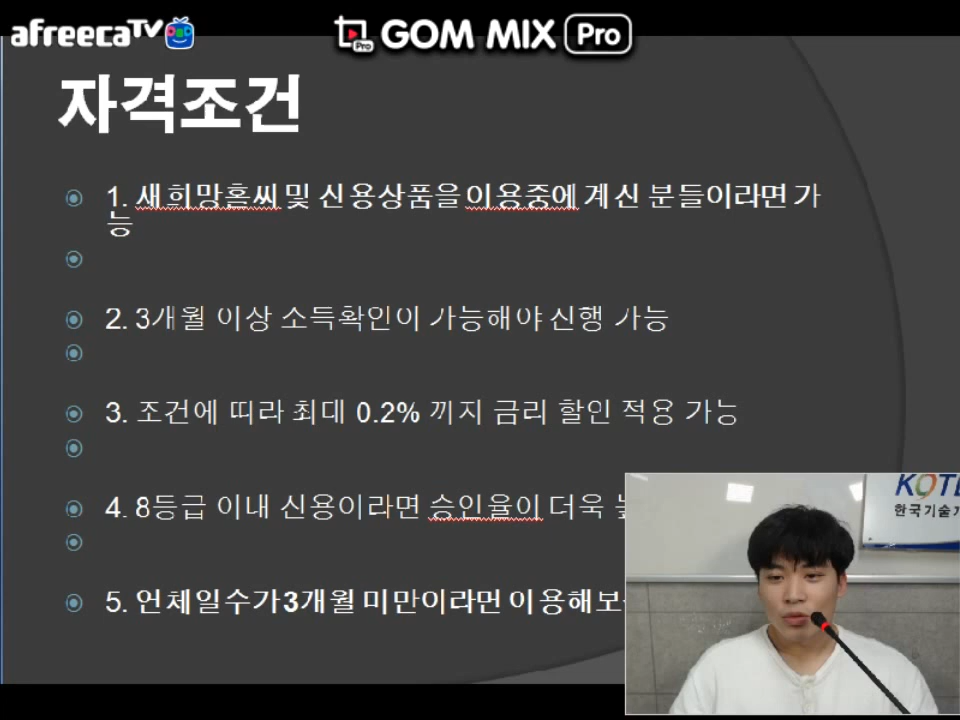 afreecaTV
GOM MIX Pro
Pro
자격조건
1. 새희망홀씨 및 신용상품을 이용중에 계신 분들이라면 가
능
2. 3개월 이상 소득확인이 가능해야 진행 가능
3. 조건에 따라 최대 0.2% 까지 금리 할인 적용 가능
4. 8등급 이내 신용이라면 승인율이 더욱
5. 연체일수가3개월 미만이라면 이용해보
한국기술